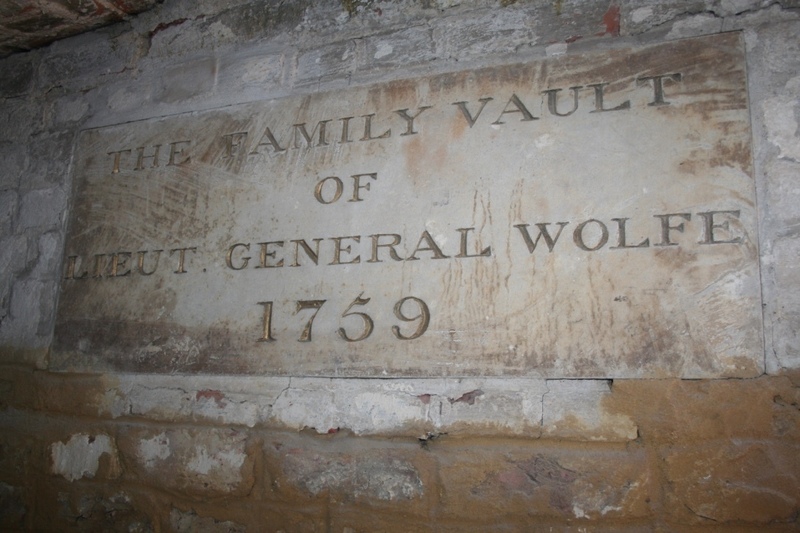 THE FAMILY VAULT
OF
LIEUT. GENERAL WOLFE
1759